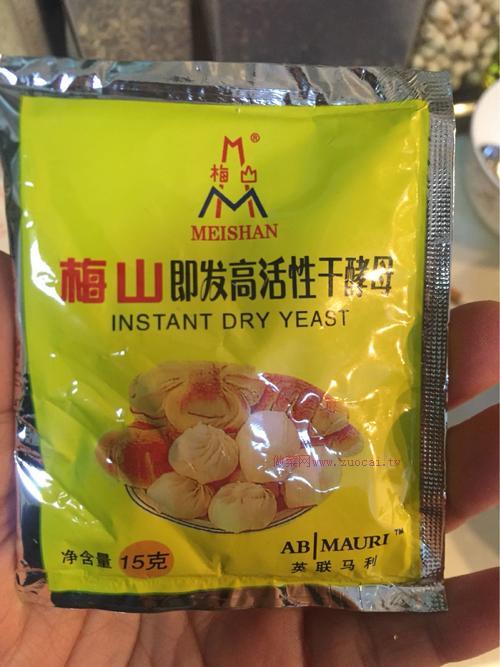 ®
梅山
MEISHAN
梅山即发高活性干酵母
INSTANT DRY YEAST
做菜网www.zuocai.tv
净含量 15克
AB|MAURI™
英联马利